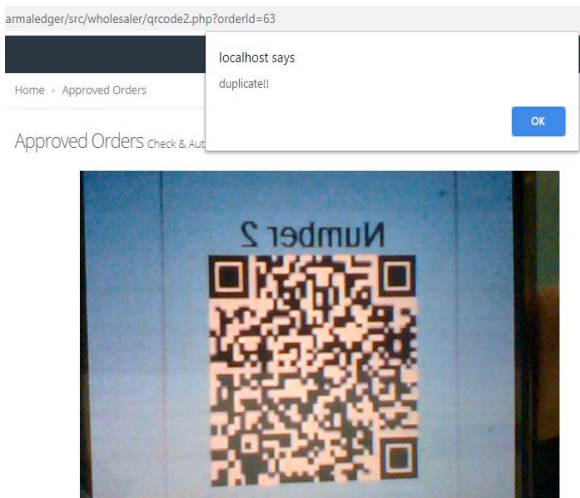 armaledger/src/wholesaler/qrcode2.php?orderId=63
localhost says
duplicate!!
OK
Home Approved Orders
Approved Orders Check & Aut
Number 2